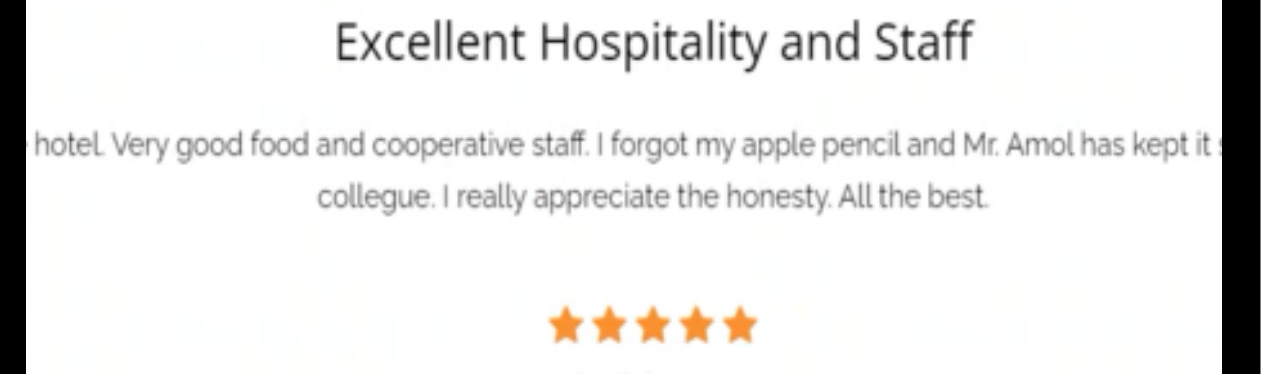 Excellent Hospitality and Staff
hotel. Very good food and cooperative staff. I forgot my apple pencil and Mr. Amol has kept it
collegue. I really appreciate the honesty. All the best.